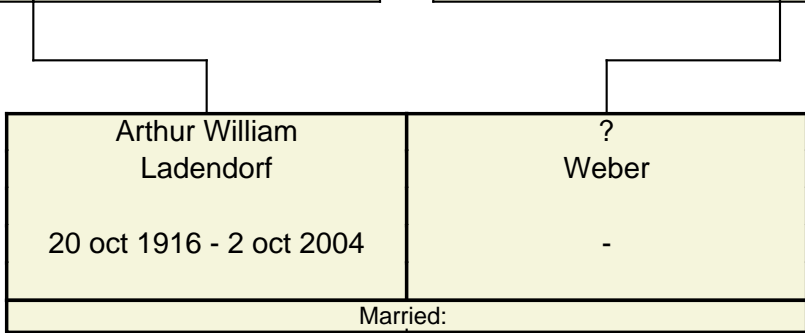 Arthur William
Ladendorf
20 oct 1916 - 2 oct 2004
?
Weber
-
Married: